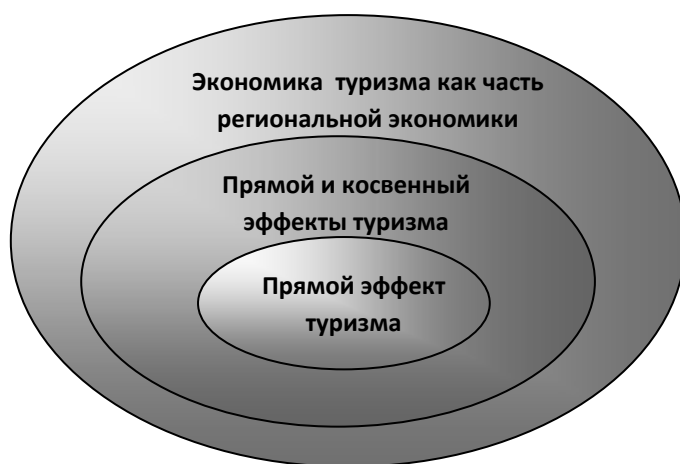 Экономика туризма как часть
региональной экономики
Прямой и косвенный
эффекты туризма
Прямой эффект
туризма